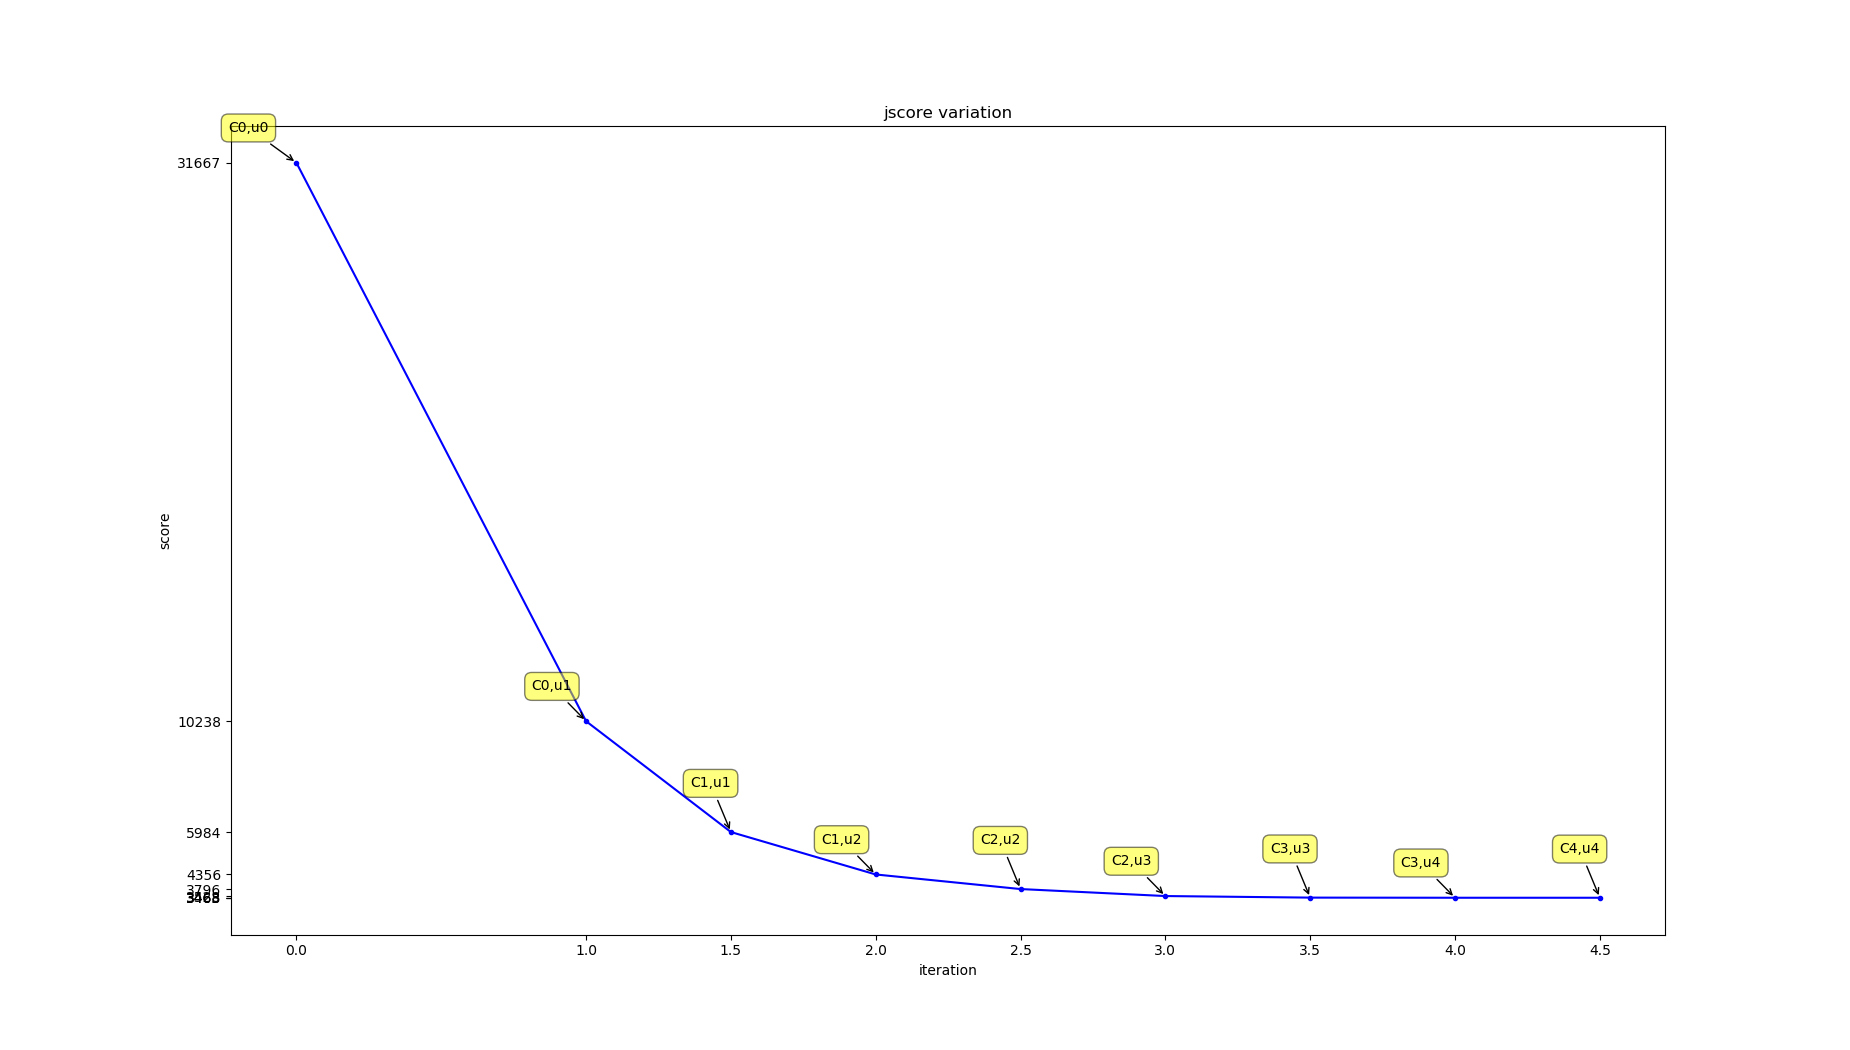 jscore variation
C0,u0
31667
score
C0,u1
10238
C1,u1
5984
C1,u2
C2,u2
C2,u3
C3,u3
C3,u4
C4,u4
4356
3796
0.0 1.0 1.5 2.0 2.5 3.0 3.5 4.0 4.5
iteration